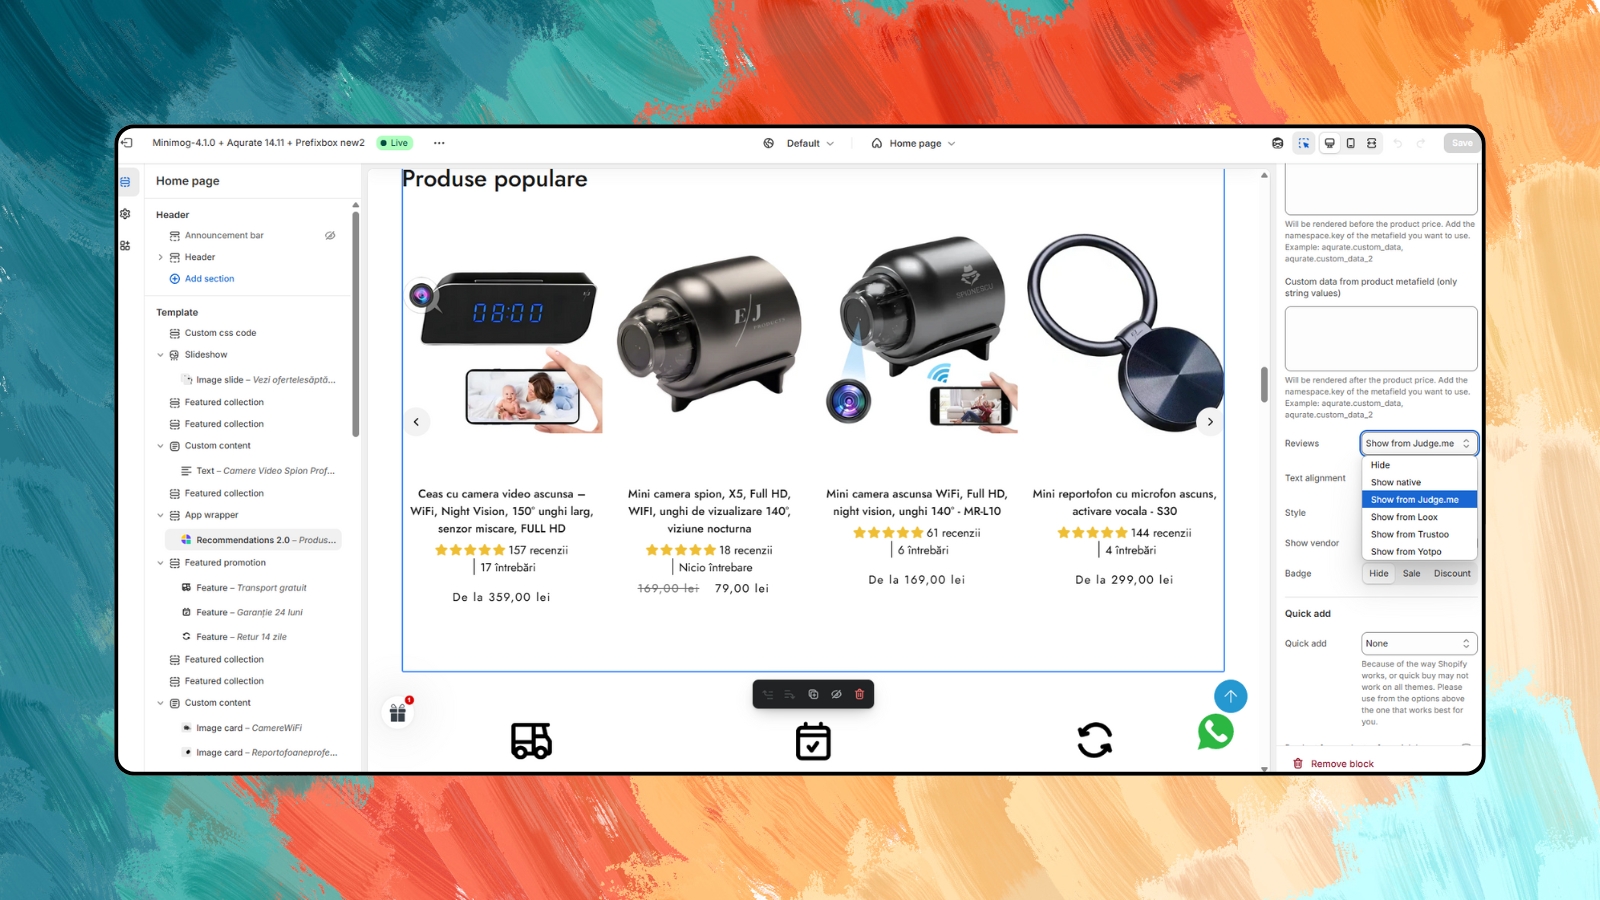 Minimog-4.1.0 + Aqurate 14.11 + Prefixbox new2
Live
Default
Home page
Save
Home page
Header
Announcement bar
Header
Add section
Template
Custom css code
Slideshow
Image slide – Vezi ofertelesăptă...
Featured collection
Featured collection
Custom content
Text – Camere Video Spion Prof...
Featured collection
App wrapper
Recommendations 2.0 – Produs...
Featured promotion
Feature – Transport gratuit
Feature – Garanție 24 luni
Feature – Retur 14 zile
Featured collection
Featured collection
Custom content
Image card – CamereWiFi
Image card – Reportofoaneprofe...
Produse populare
08:00
EJ
PRODUCTS
SPIONESCU
Ceas cu camera video ascunsa –
WiFi, Night Vision, 150° unghi larg,
senzor miscare, FULL HD
157 recenzii
17 întrebări
De la 359,00 lei
Mini camera spion, X5, Full HD,
WIFI, unghi de vizualizare 140°,
viziune nocturna
18 recenzii
Nicio întrebare
169,00 lei 79,00 lei
Mini camera ascunsa WiFi, Full HD,
night vision, unghi 140° - MR-L10
61 recenzii
6 întrebări
De la 169,00 lei
Mini reportofon cu microfon ascuns,
activare vocala - S30
144 recenzii
4 întrebări
De la 299,00 lei
1
Will be rendered before the product price. Add the
namespace.key of the metafield you want to use.
Example: aqurate.custom_data,
aqurate.custom_data_2
Custom data from product metafield (only
string values)
Will be rendered after the product price. Add the
namespace.key of the metafield you want to use.
Example: aqurate.custom_data,
aqurate.custom_data_2
Reviews
Show from Judge.me
Hide
Show native
Show from Judge.me
Show from Loox
Show from Trustoo
Show from Yotpo
Text alignment
Style
Show vendor
Badge
Hide Sale Discount
Quick add
Quick add
None
Because of the way Shopify
works, or quick buy may not
work on all themes. Please
use from the options above
the one that works best for
you.
Remove block